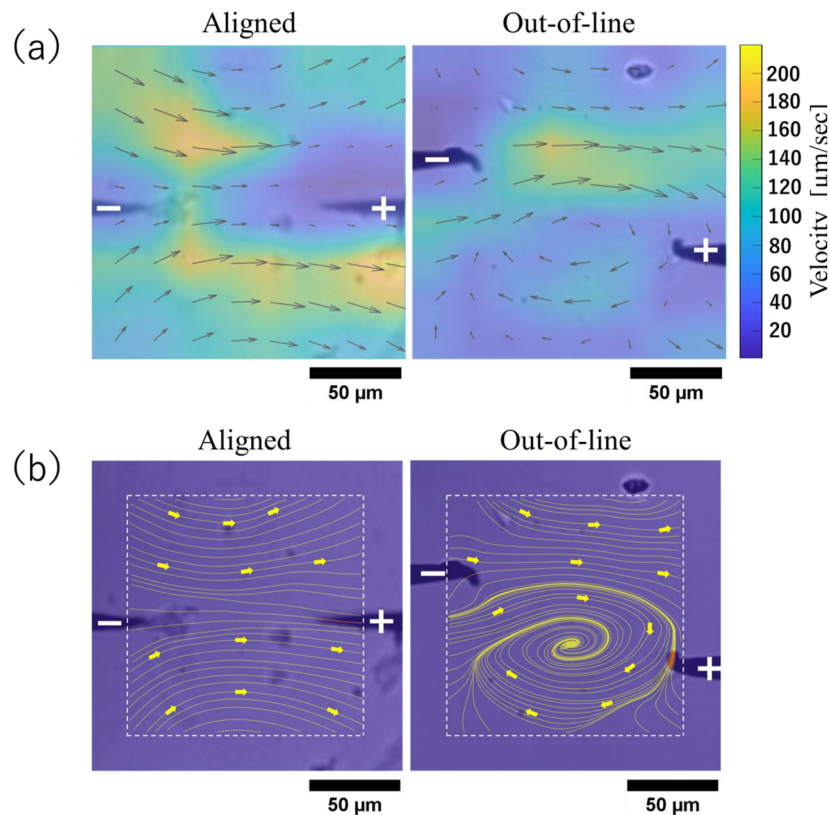 Aligned
Out-of-line
(a)
−
+
−
+
200
180
160
140
120
100
80
60
40
20
Velocity [um/sec]
50 µm
50 µm
Aligned
Out-of-line
(b)
−
+
−
+
50 µm
50 µm